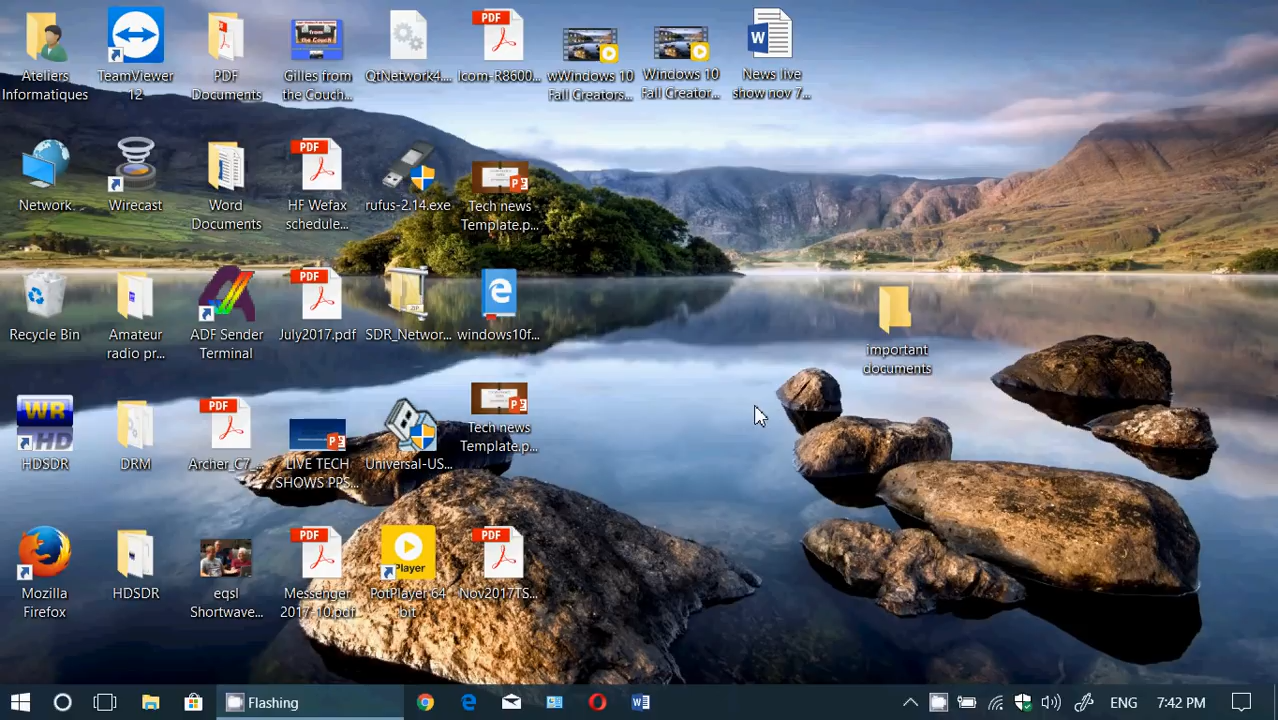 Ateliers
Informatiques
TeamViewer
12
PDF
Documents
Gilles from
the Couch...
QtNetwork4...
Icom-R8600...
wWindows 10
Fall Creators...
Windows 10
Fall Creator...
News live
show nov 7...
Network
Wirecast
Word
Documents
HF Wefax
schedule...
rufus-2.14.exe
Tech news
Template.p...
Recycle Bin
Amateur
radio pr...
ADF Sender
Terminal
July2017.pdf
SDR_Networ...
windows10f...
important
documents
WR
HD
HDSDR
DRM
Archer_C7_...
LIVE TECH
SHOWS PPS...
Universal-US...
Tech news
Template.p...
Mozilla
Firefox
HDSDR
eqsl
Shortwave...
Messenger
2017-10.pdf
Player
PotPlayer 64
bit
Nov2017TS...
PDF
PDF
PDF
PDF
PDF
PDF
ZIP
W
P
P
P
Flashing
ENG
7:42 PM